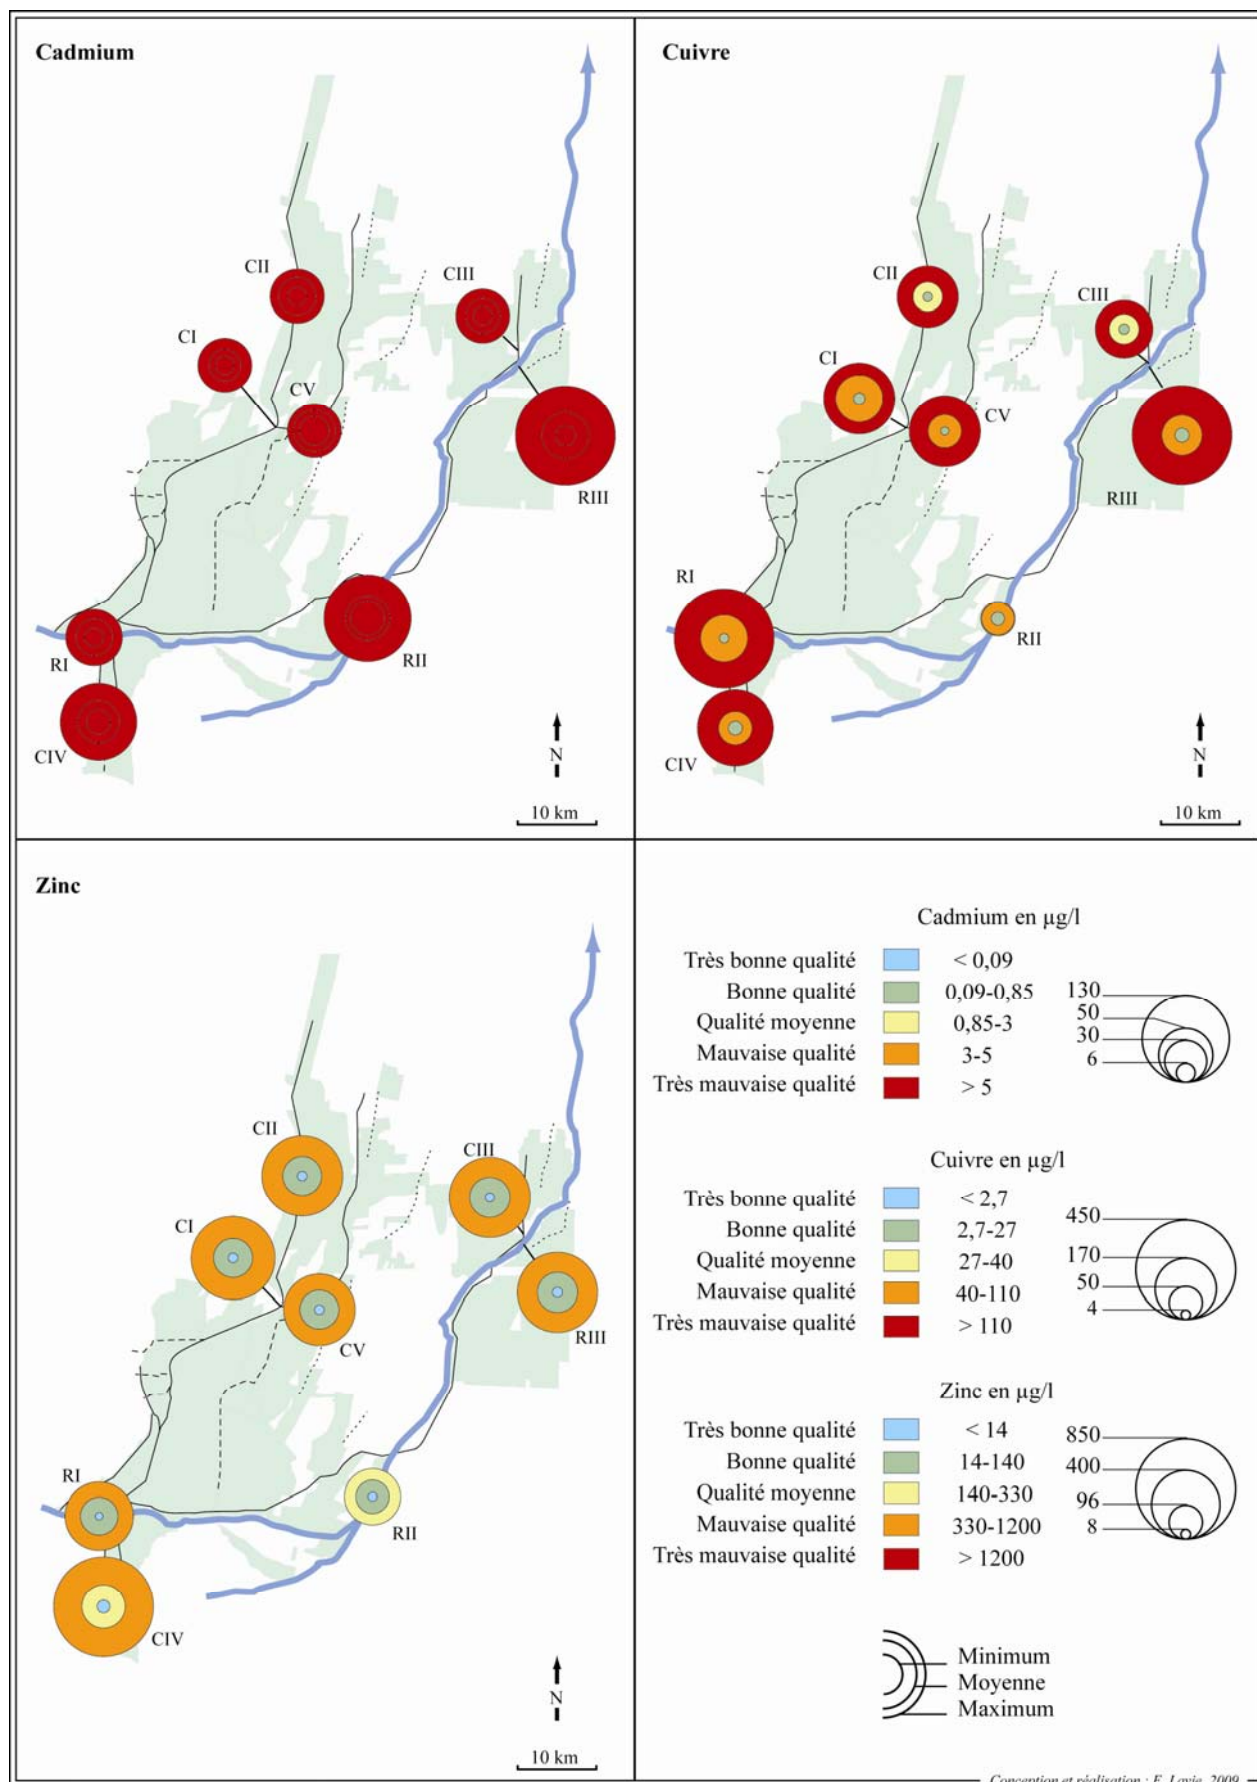 Cadmium
CII
CIII
CI
CV
RIII
RI
RII
CIV
N
10 km
Cuivre
CII
CIII
CI
CV
RIII
RI
RII
CIV
N
10 km
Zinc
CII
CIII
CI
CV
RIII
RI
RII
CIV
N
10 km
Cadmium en µg/l
Très bonne qualité < 0,09
Bonne qualité 0,09-0,85
Qualité moyenne 0,85-3
Mauvaise qualité 3-5
Très mauvaise qualité > 5
130
50
30
6
Cuivre en µg/l
Très bonne qualité < 2,7
Bonne qualité 2,7-27
Qualité moyenne 27-40
Mauvaise qualité 40-110
Très mauvaise qualité > 110
450
170
50
4
Zinc en µg/l
Très bonne qualité < 14
Bonne qualité 14-140
Qualité moyenne 140-330
Mauvaise qualité 330-1200
Très mauvaise qualité > 1200
850
400
96
8
Minimum
Moyenne
Maximum
Conception et réalisation : E. Lavie, 2009